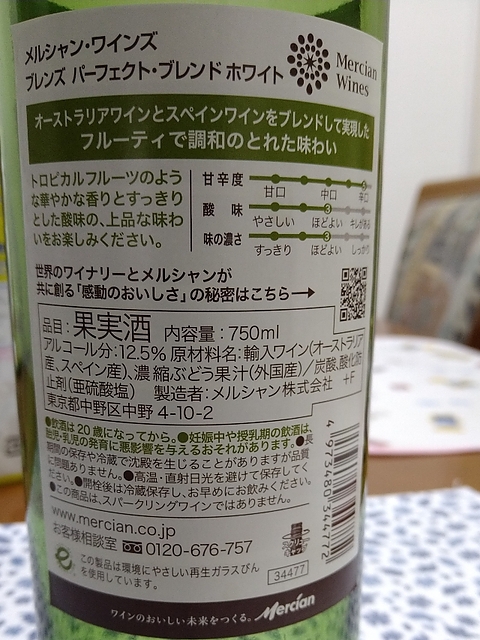 メルシャン・ワインズ
ブレンズ パーフェクト・ブレンド ホワイト
Mercian
Wines
オーストラリアワインとスペインワインをブレンドして実現した
フルーティで調和のとれた味わい
トロピカルフルーツのよう
な華やかな香りとすっきり
とした酸味の、上品な味わ
いをお楽しみください。
甘辛度
甘口 中口 辛口
酸味 3
やさしい ほどよい キレがある
味の濃さ 3
すっきり ほどよい しっかり
世界のワイナリーとメルシャンが
共に創る「感動のおいしさ」の秘密はこちら→
品目:果実酒 内容量:750ml
アルコール分:12.5% 原材料名:輸入ワイン(オーストラリア
産、スペイン産)、濃縮ぶどう果汁(外国産)/炭酸、酸化防
止剤(亜硫酸塩) 製造者:メルシャン株式会社 +F
東京都中野区中野 4-10-2
●飲酒は20歳になってから。●妊娠中や授乳期の飲酒は、
胎児・乳児の発育に悪影響を与えるおそれがあります。●長
期間の保存や冷蔵で沈殿を生じることがありますが品質
に問題ありません。●高温・直射日光を避けて保存してく
ださい。●開栓後は冷蔵保存し、お早めにお飲みください。
●この商品は、スパークリングワインではありません。
4 973480 344772
www.mercian.co.jp
お客様相談室 0120-676-757
この製品は環境にやさしい再生ガラスびん
を使用しています。
34477
ワインのおいしい未来をつくる。 Mercian